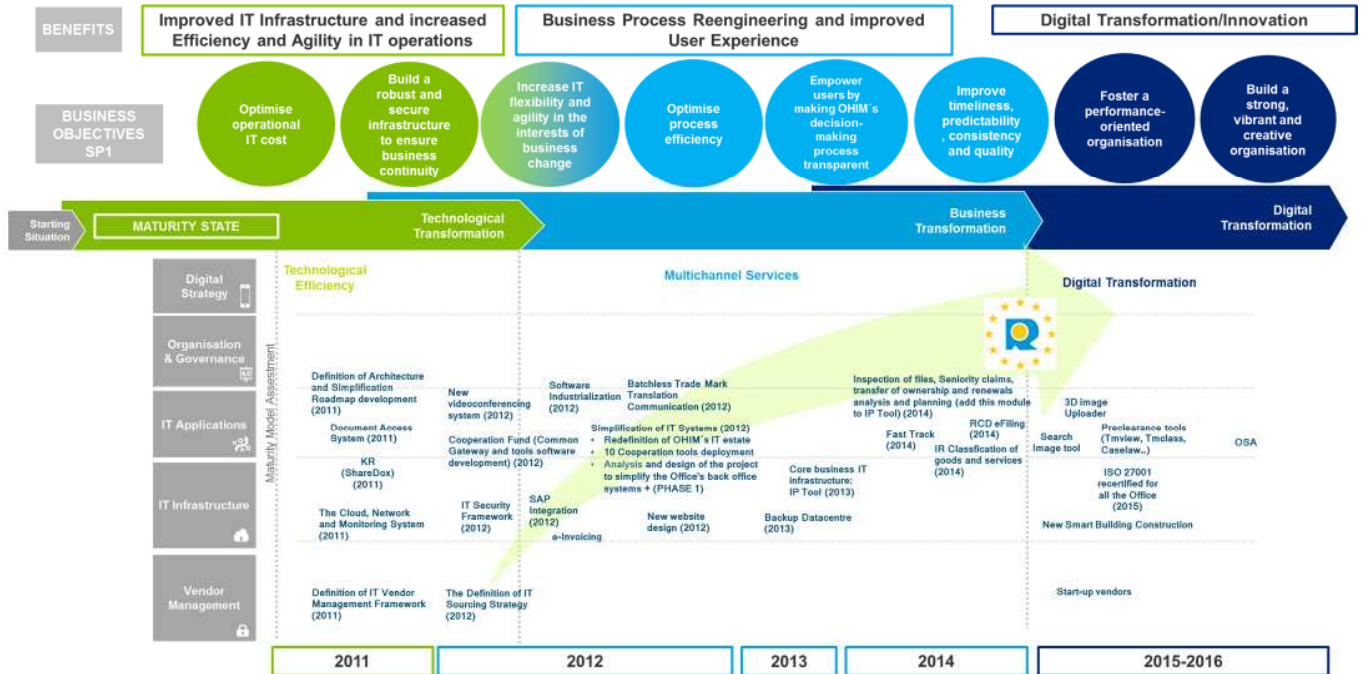 BENEFITS
Improved IT Infrastructure and increased
Efficiency and Agility in IT operations
Business Process Reengineering and improved
User Experience
Digital Transformation/Innovation
BUSINESS
OBJECTIVES
SP1
Optimise
operational
IT cost
Build a
robust and
secure
infrastructure
to ensure
business
continuity
Increase IT
flexibility and
agility in the
interests of
business
change
Optimise
process
efficiency
Empower
users by
making OHIM´s
decision-
making
process
transparent
Improve
timeliness,
predictability
, consistency
and quality
Foster a
performance-
oriented
organisation
Build a
strong,
vibrant and
creative
organisation
Starting
Situation
MATURITY STATE
Technological
Transformation
Business
Transformation
Digital
Transformation
Digital
Strategy
Technological
Efficiency
Multichannel Services
Digital Transformation
Organisation
& Governance
Maturity Model Assestment
R
IT Applications
Definition of Architecture
and Simplification
Roadmap development
(2011)
Document Access
System (2011)
KR
(ShareDox)
(2011)
New
videoconferencing
system (2012)
Cooperation Fund (Common
Gateway and tools software
development) (2012)
Software
Industrialization
(2012)
Batchless Trade Mark
Translation
Communication (2012)
Simplification of IT Systems (2012)
• Redefinition of OHIM´s IT estate
• 10 Cooperation tools deployment
• Analysis and design of the project
to simplify the Office's back office
systems + (PHASE 1)
Inspection of files, Seniority claims,
transfer of ownership and renewals
analysis and planning (add this module
to IP Tool) (2014)
Fast Track
(2014)
RCD eFiling
(2014)
IR Classfication of
goods and services
(2014)
3D image
Uploader
Search
Image tool
Preclearance tools
(Tmview, Tmclass,
Caselaw..)
OSA
IT Infrastructure
The Cloud, Network
and Monitoring System
(2011)
IT Security
Framework
(2012)
SAP
Integration
(2012)
e-Invoicing
New website
design (2012)
Core business IT
infrastructure:
IP Tool (2013)
Backup Datacentre
(2013)
ISO 27001
recertified for
all the Office
(2015)
New Smart Building Construction
Vendor
Management
Definition of IT Vendor
Management Framework
(2011)
The Definition of IT
Sourcing Strategy
(2012)
Start-up vendors
2011
2012
2013
2014
2015-2016